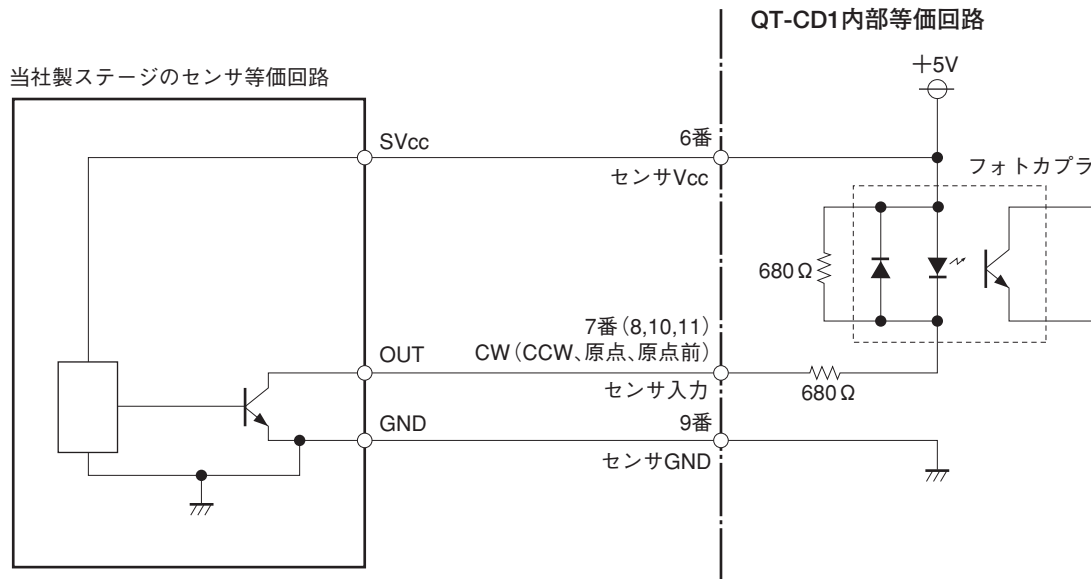 QT-CD1内部等価回路
当社製ステージのセンサ等価回路
+5V
SVcc
6番
センサVcc
フォトカプラ
680Ω
7番(8,10,11)
OUT
CW(CCW、原点、原点前)
センサ入力
680Ω
GND
9番
センサGND